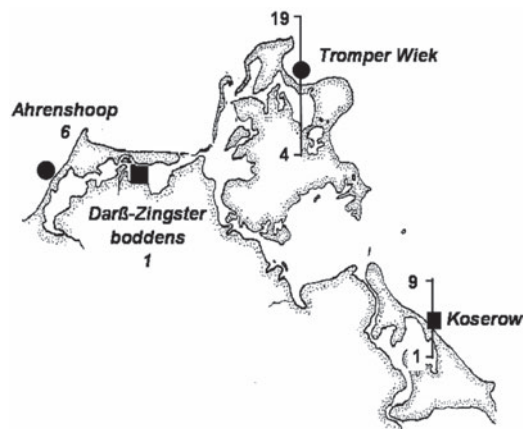 19
Tromper Wiek
Ahrenshoop
6
4
Darß-Zingster
boddens
1
9
Koserow
1